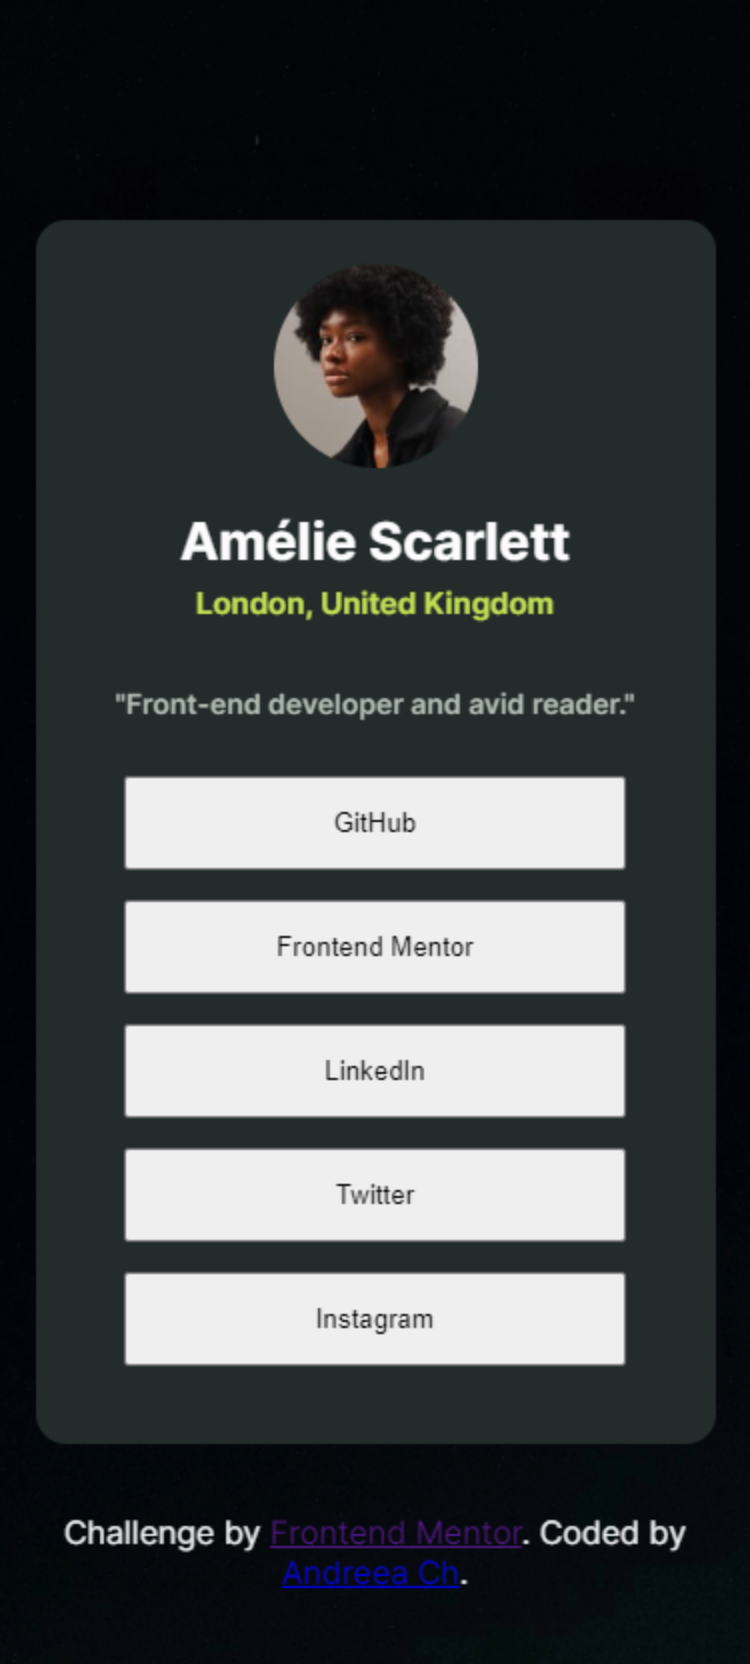 Amélie Scarlett
London, United Kingdom
"Front-end developer and avid reader."
GitHub
Frontend Mentor
LinkedIn
Twitter
Instagram
Challenge by Frontend Mentor. Coded by
Andreea Ch.